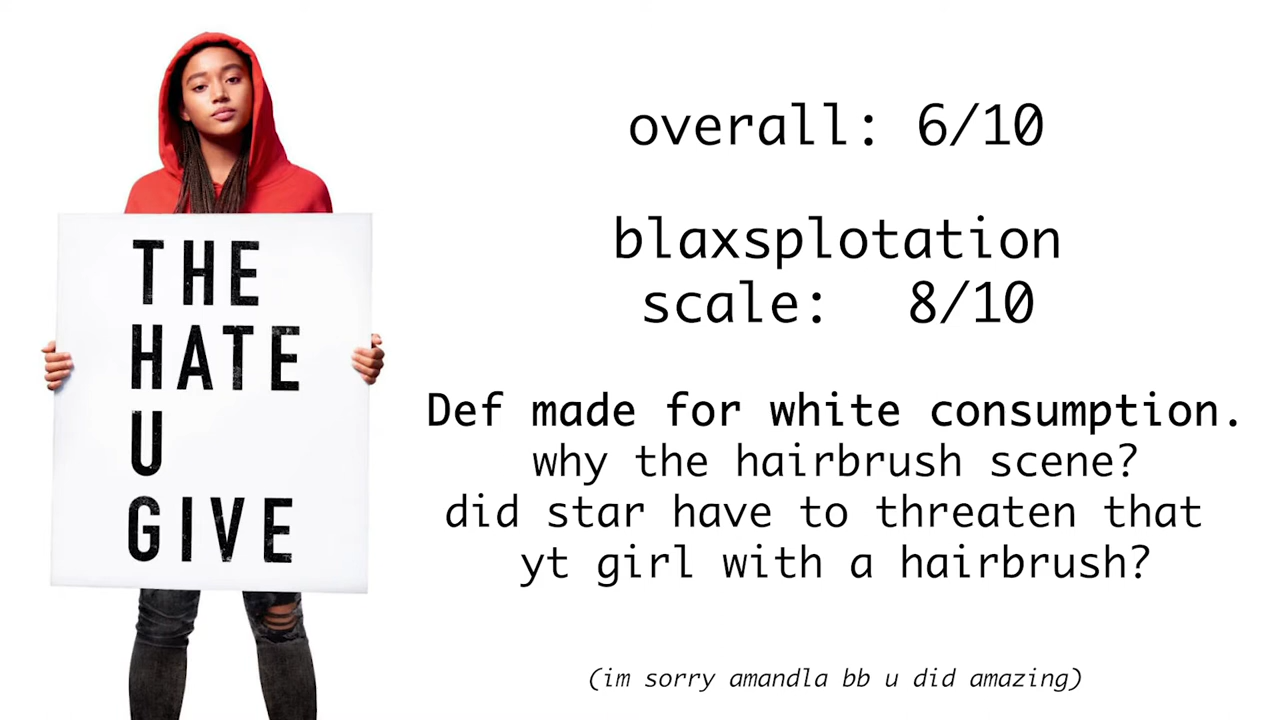 THE
HATE
U
GIVE
overall: 6/10
blaxsplotation
scale: 8/10
Def made for white consumption.
why the hairbrush scene?
did star have to threaten that
yt girl with a hairbrush?
(im sorry amandla bb u did amazing)